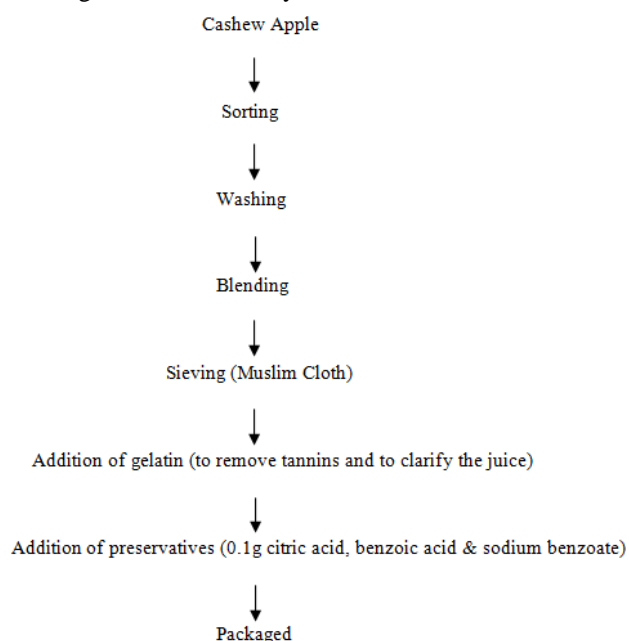 Cashew Apple
Sorting
Washing
Blending
Sieving (Muslim Cloth)
Addition of gelatin (to remove tannins and to clarify the juice)
Addition of preservatives (0.1g citric acid, benzoic acid & sodium benzoate)
Packaged